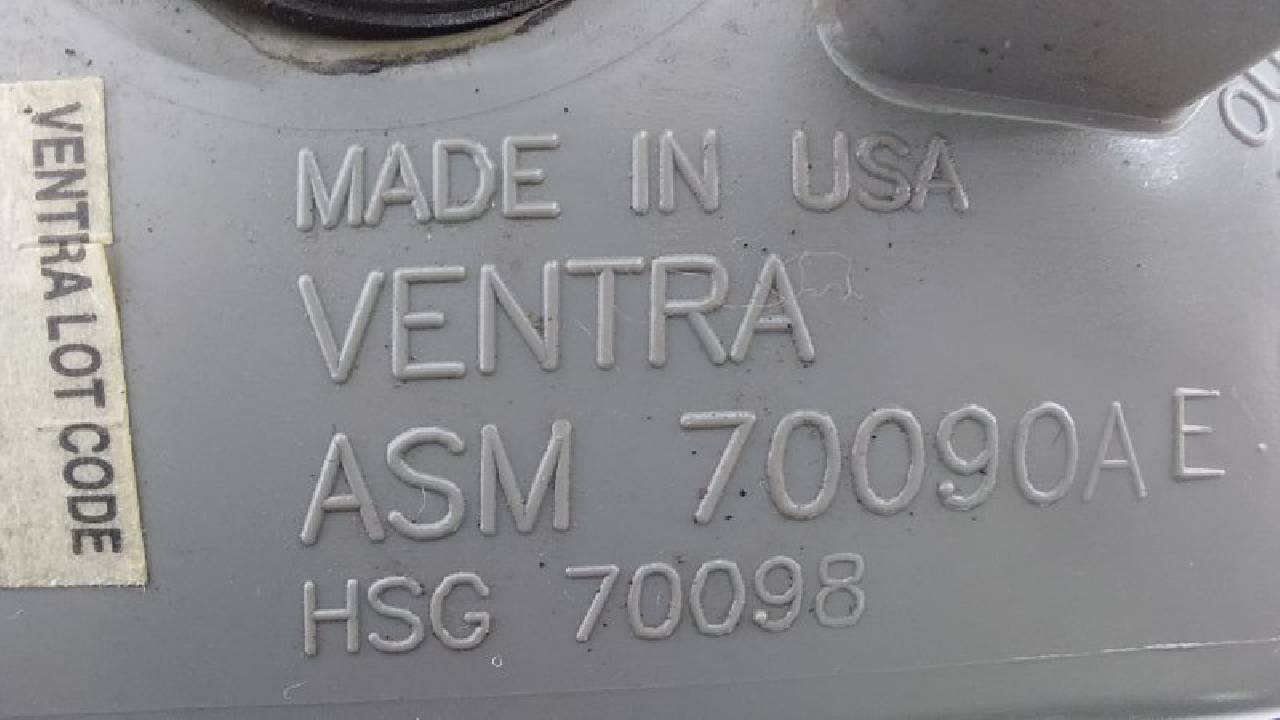 MADE IN USA
VENTRA
ASM 70090AE
HSG 70098
VENTRA LOT CODE